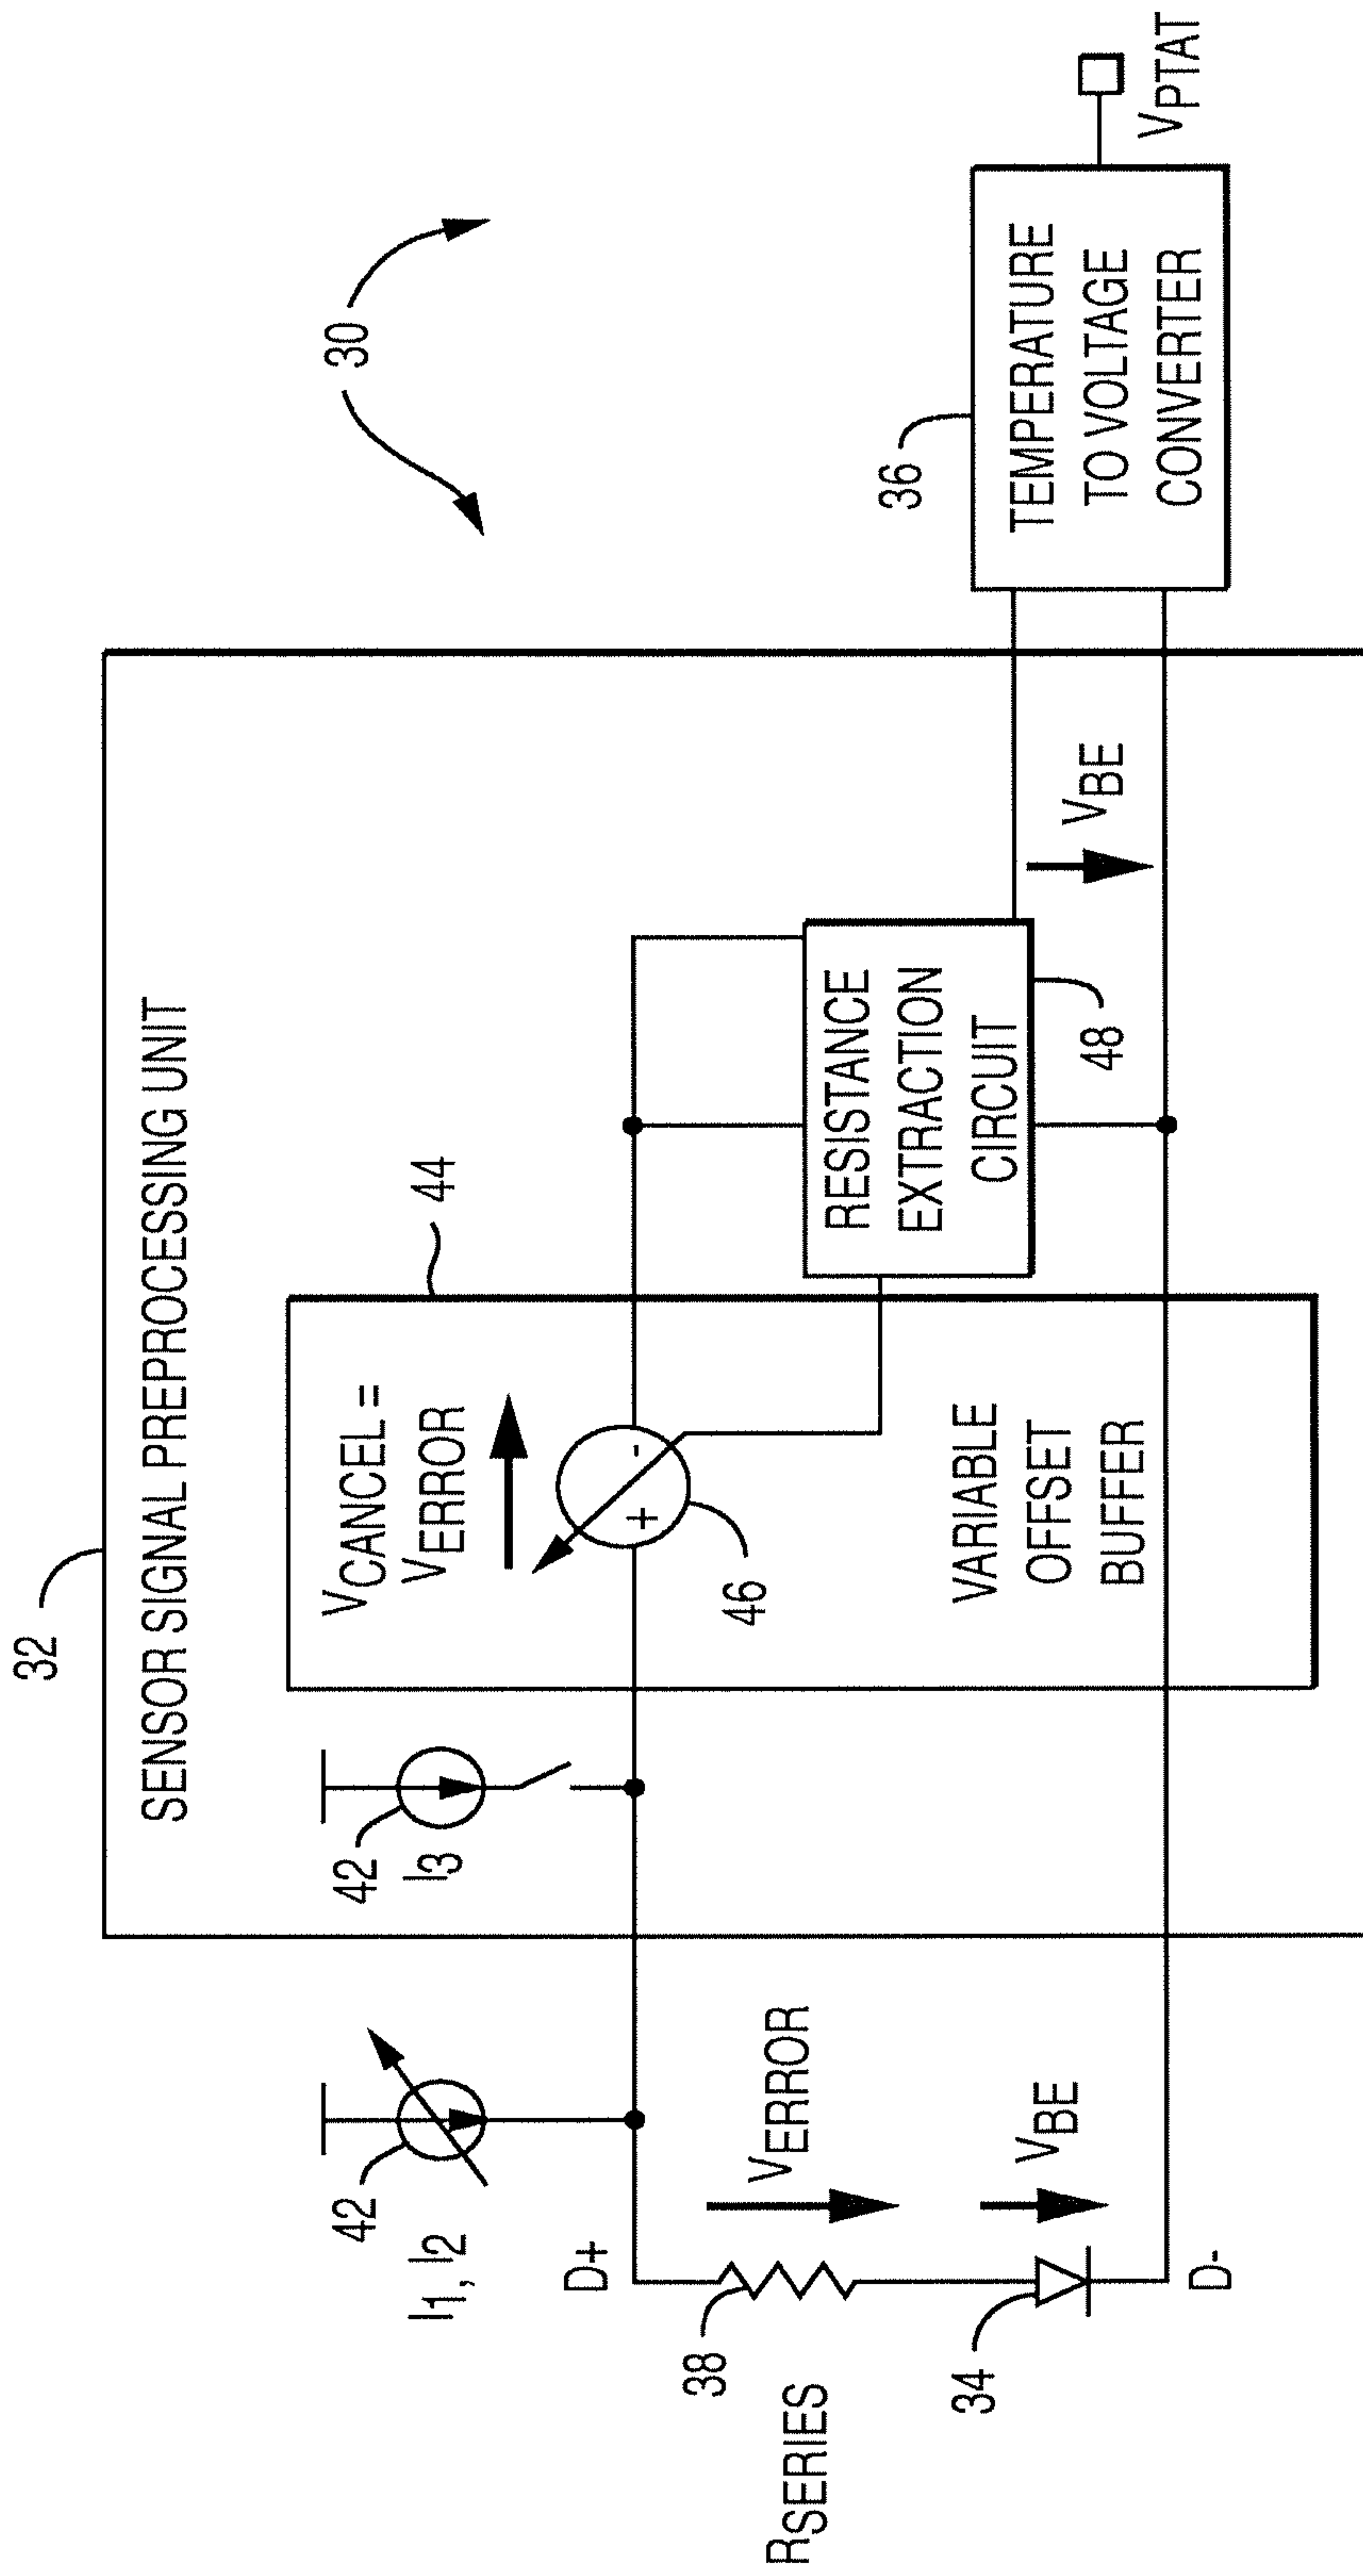 32
SENSOR SIGNAL PREPROCESSING UNIT
30
44
VCANCEL =
VERROR
+ -
46
VARIABLE
OFFSET
BUFFER
42
I3
42
I1, I2
D+
VERROR
VBE
38
RSERIES
34
D-
RESISTANCE
EXTRACTION
CIRCUIT
48
VBE
36
TEMPERATURE
TO VOLTAGE
CONVERTER
VPTAT